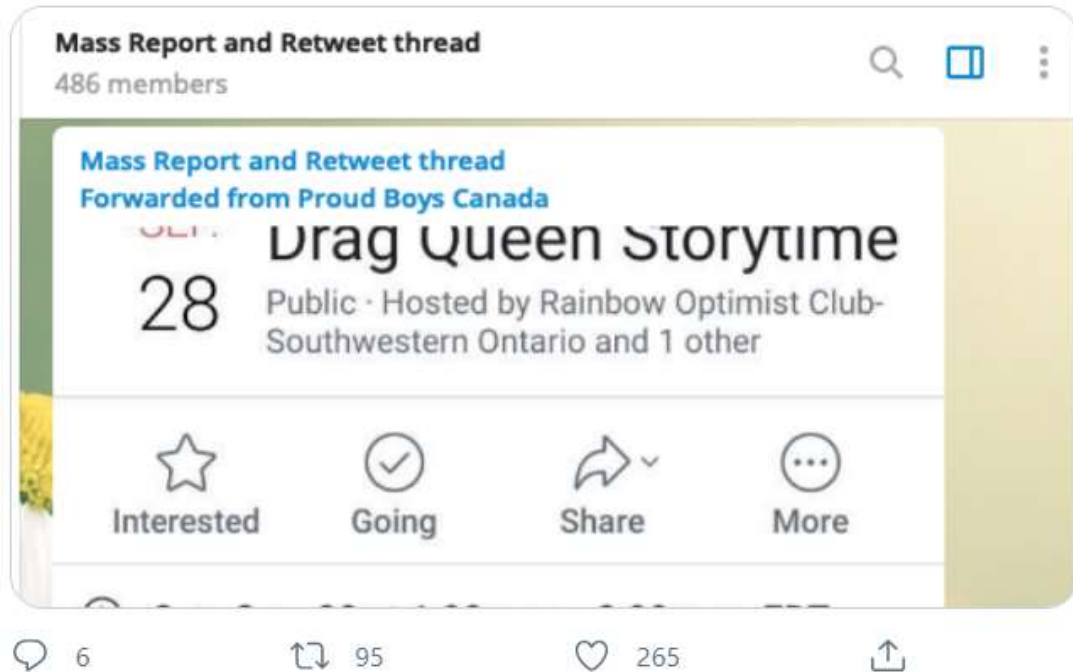 Mass Report and Retweet thread
486 members
Mass Report and Retweet thread
Forwarded from Proud Boys Canada
Drag Queen Storytime
28
Public · Hosted by Rainbow Optimist Club-
Southwestern Ontario and 1 other
Interested
Going
Share
More
6
95
265